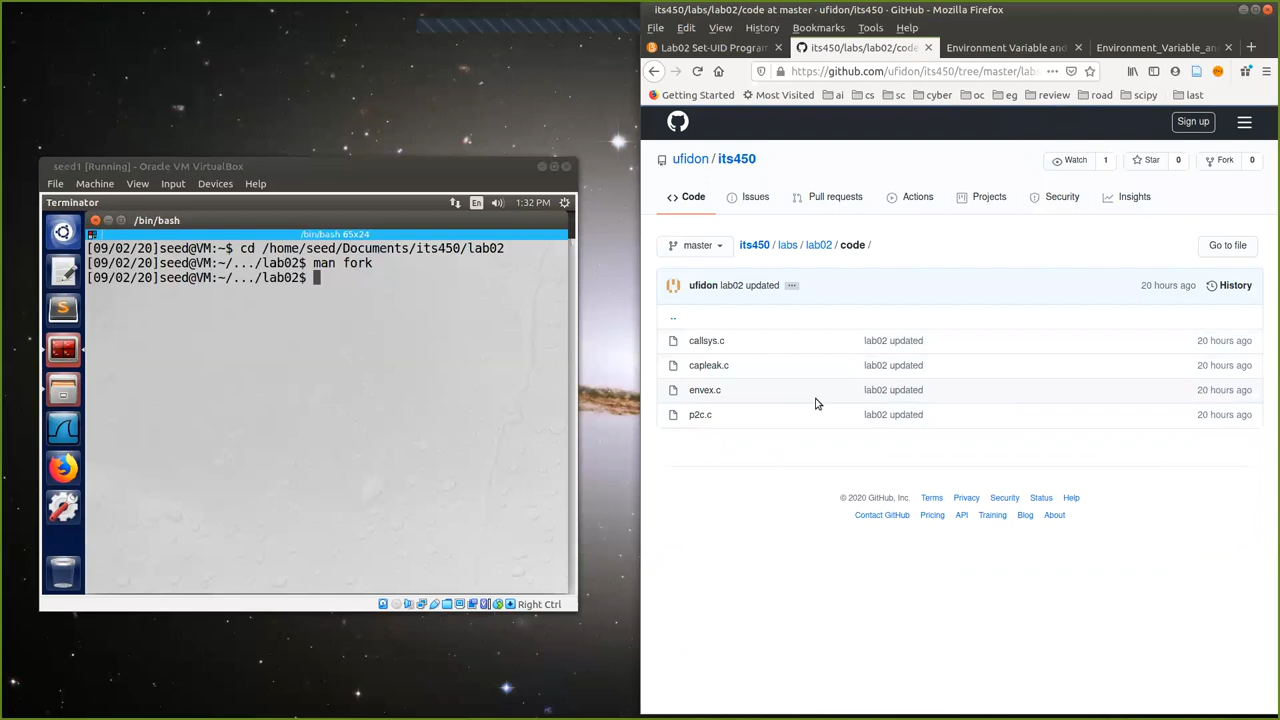 seed1 [Running] - Oracle VM VirtualBox
File Machine View Input Devices Help
Terminator
En 1:32 PM
/bin/bash
/bin/bash 65x24
[09/02/20]seed@VM:~$ cd /home/seed/Documents/its450/lab02
[09/02/20]seed@VM:~/.../lab02$ man fork
[09/02/20]seed@VM:~/.../lab02$
Right Ctrl
its450/labs/lab02/code at master · ufidon/its450 · GitHub - Mozilla Firefox
File Edit View History Bookmarks Tools Help
Lab02 Set-UID Program
its450/labs/lab02/code
Environment Variable and
Environment_Variable_an
https://github.com/ufidon/its450/tree/master/lab
Getting Started Most Visited ai cs sc cyber oc eg review road scipy last
Sign up
ufidon / its450
Watch 1 Star 0 Fork 0
Code Issues Pull requests Actions Projects Security Insights
master its450 / labs / lab02 / code / Go to file
ufidon lab02 updated ... 20 hours ago History
..
callsys.c lab02 updated 20 hours ago
capleak.c lab02 updated 20 hours ago
envex.c lab02 updated 20 hours ago
p2c.c lab02 updated 20 hours ago
© 2020 GitHub, Inc. Terms Privacy Security Status Help
Contact GitHub Pricing API Training Blog About